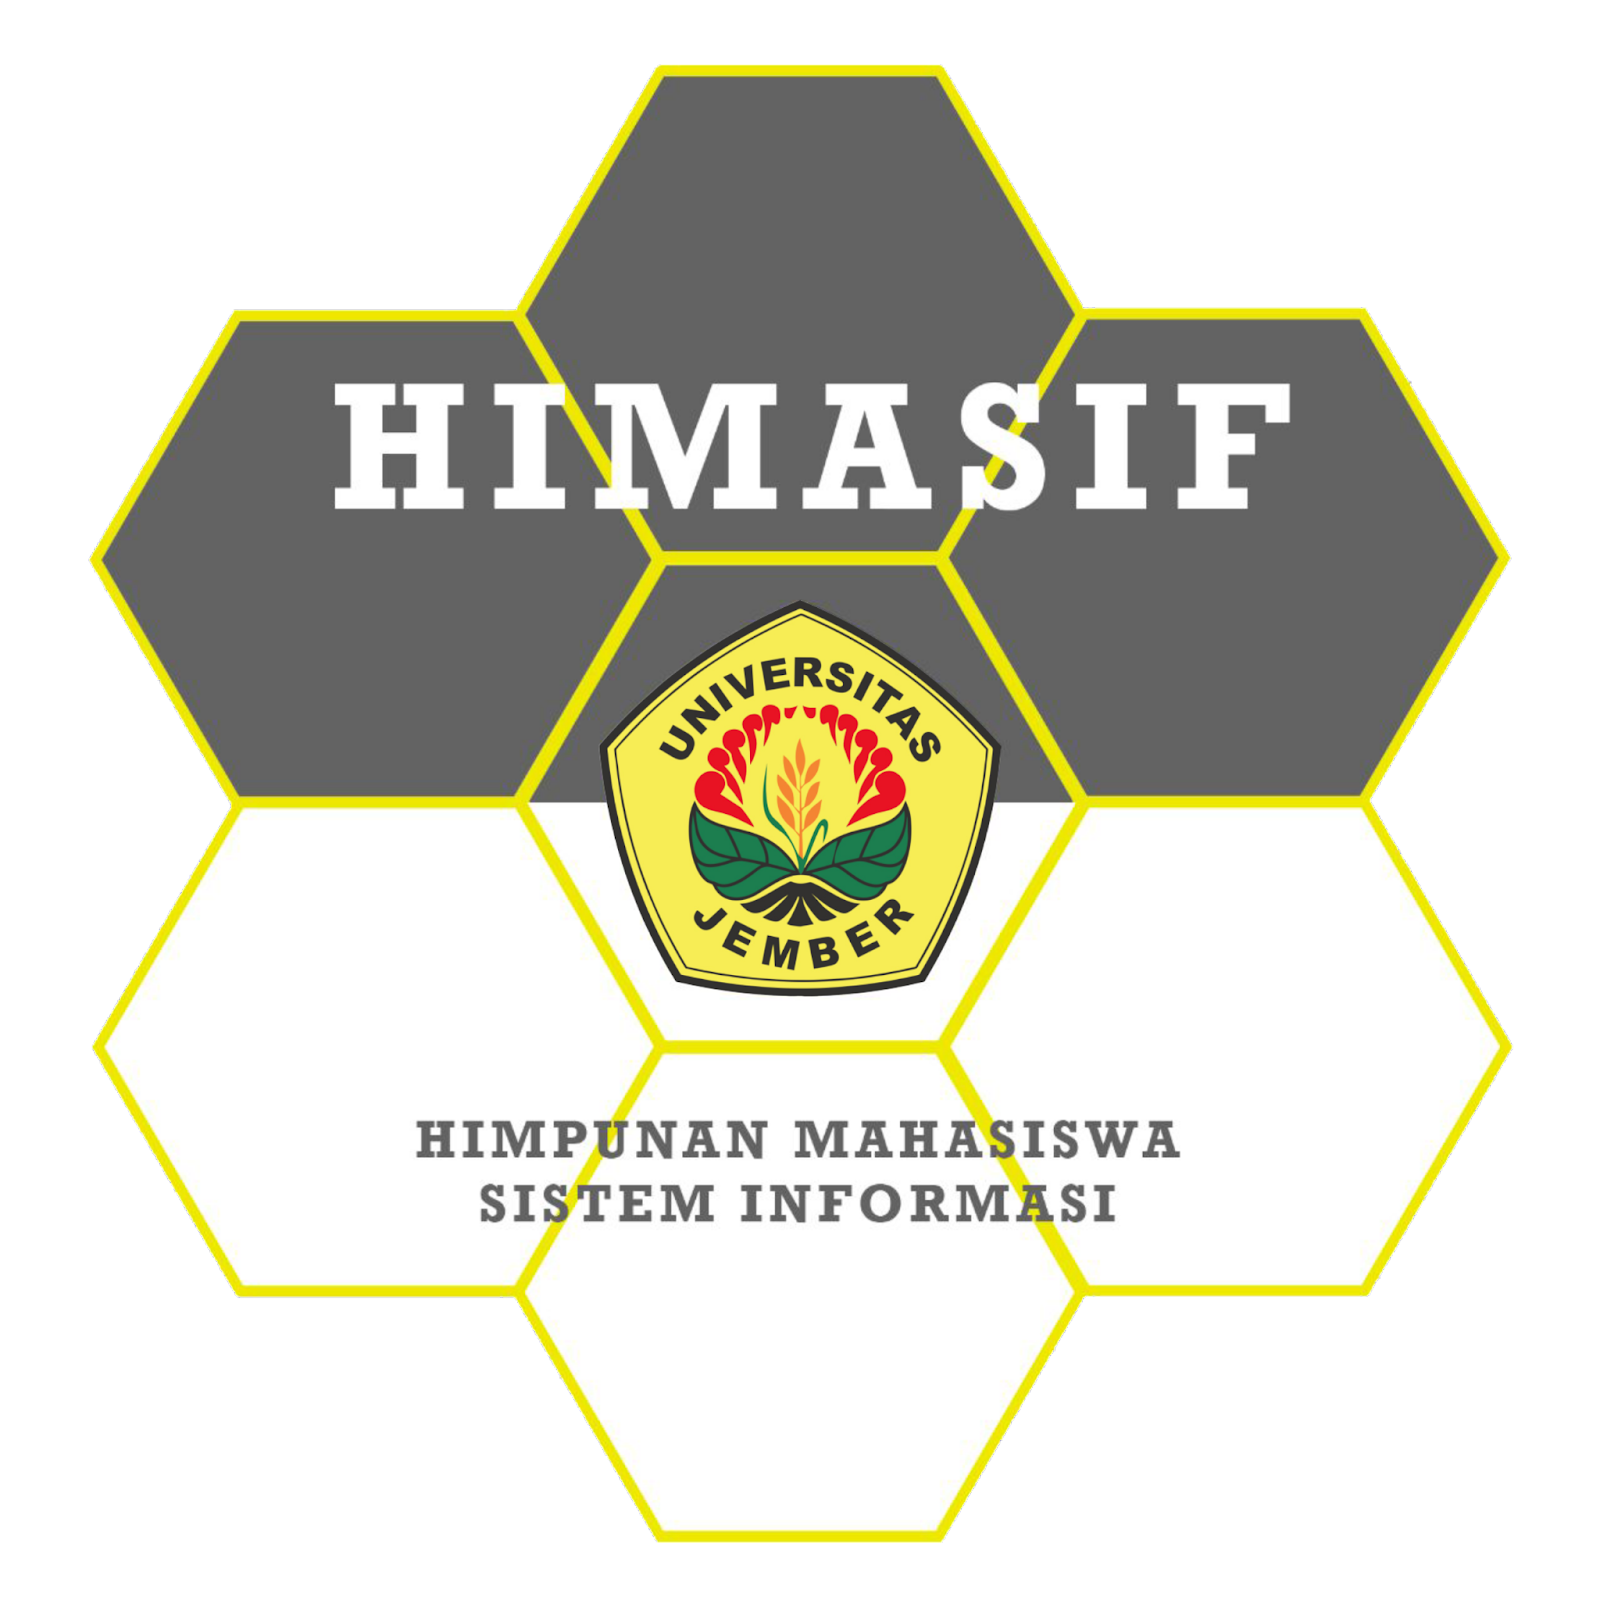 HIMASIF
UNIVERSITAS
JEMBER
HIMPUNAN MAHASISWA
SISTEM INFORMASI